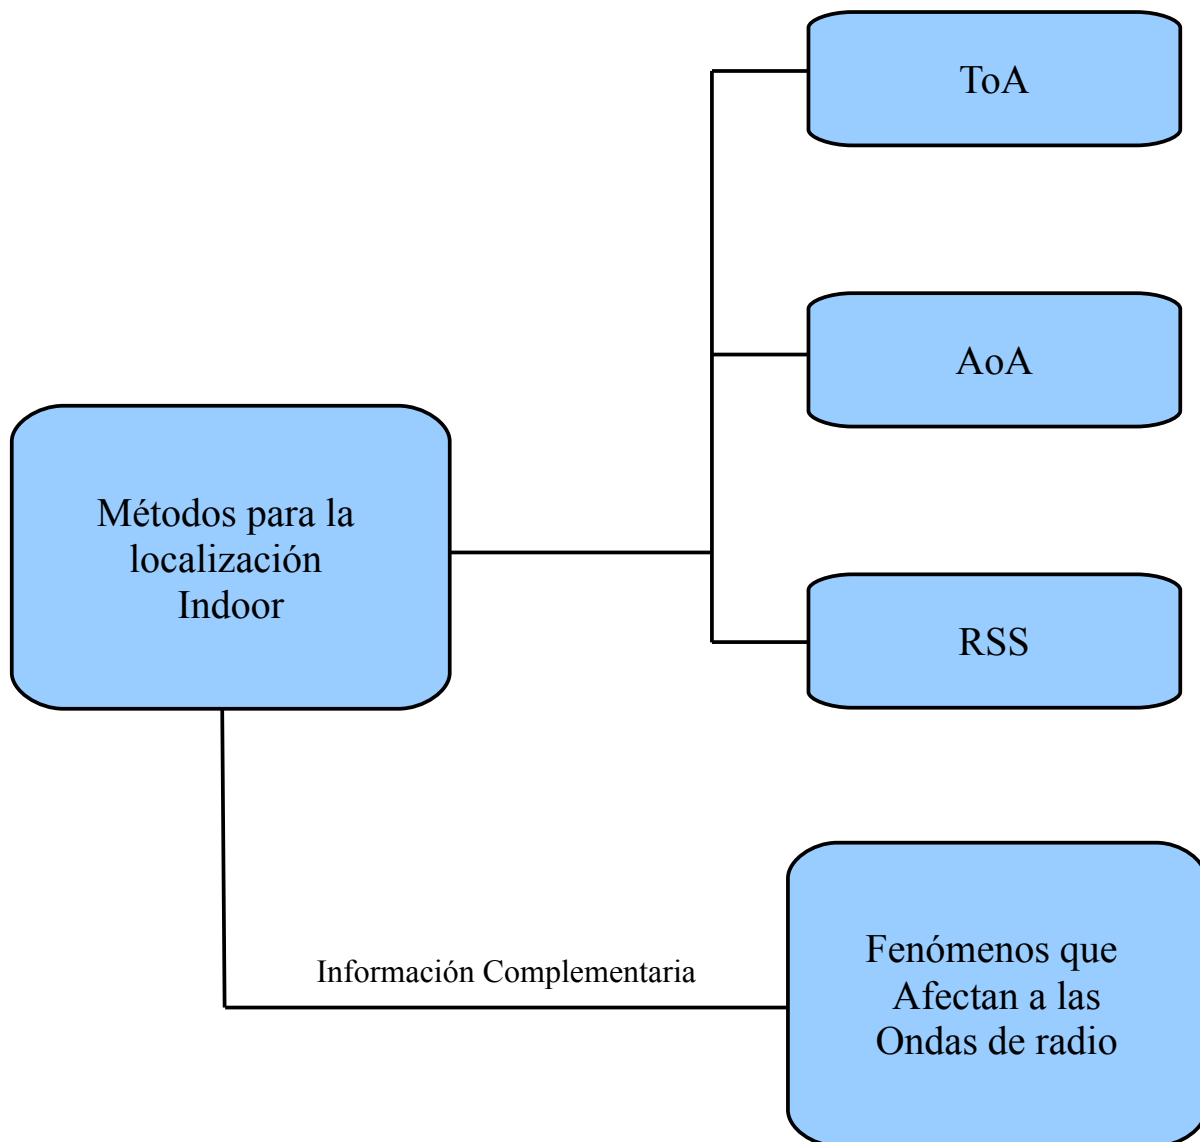 ToA
AoA
Métodos para la
localización
Indoor
RSS
Información Complementaria
Fenómenos que
Afectan a las
Ondas de radio